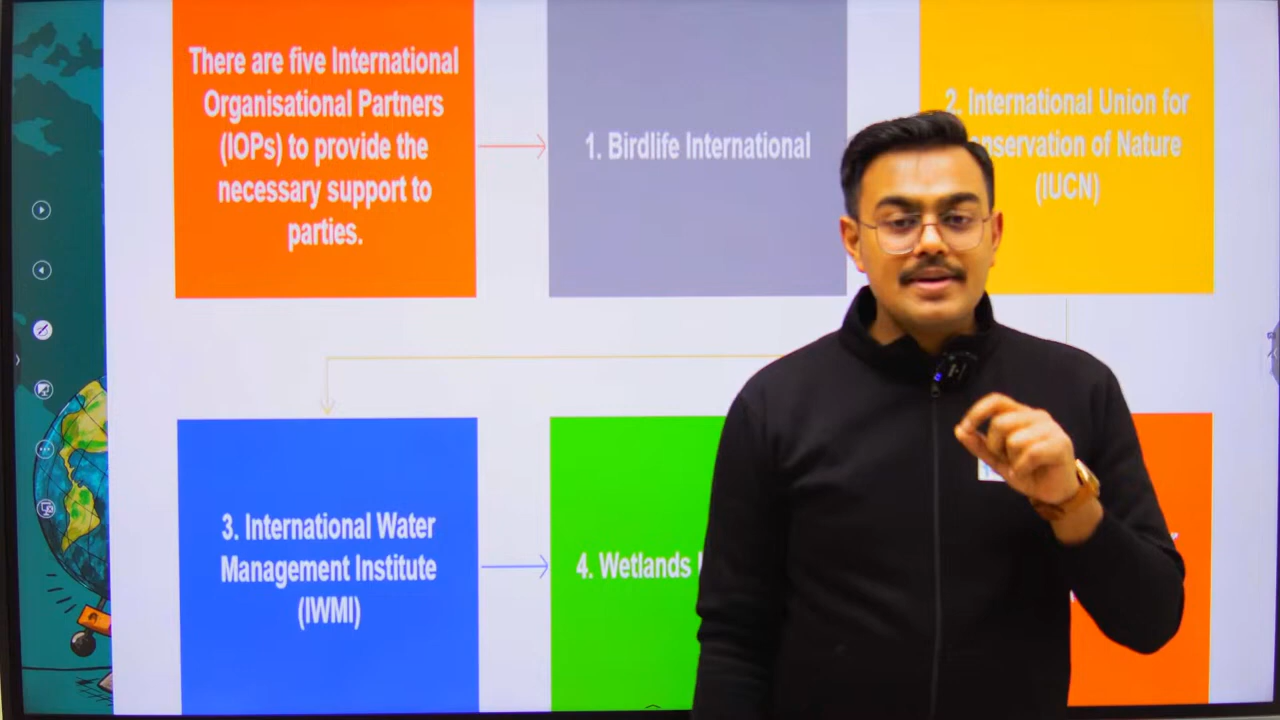 There are five International
Organisational Partners
(IOPs) to provide the
necessary support to
parties.
1. Birdlife International
2. International Union for
of Nature
(IUCN)
3. International Water
Management Institute
(IWMI)
4. Wetlands